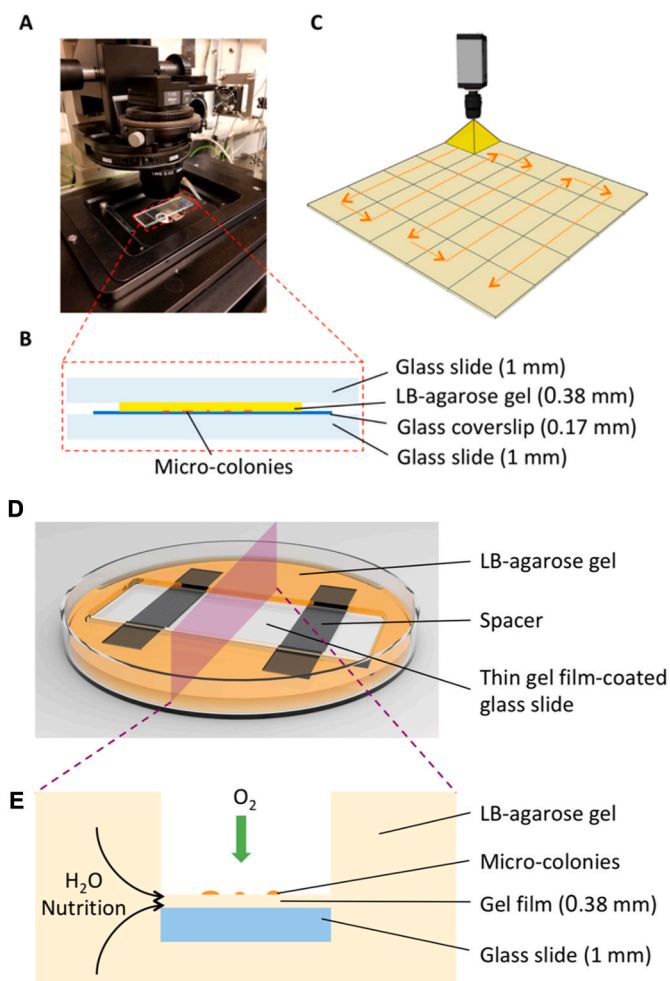 A
C
B
Glass slide (1 mm)
LB-agarose gel (0.38 mm)
Glass coverslip (0.17 mm)
Micro-colonies
Glass slide (1 mm)
D
LB-agarose gel
Spacer
Thin gel film-coated
glass slide
E
O₂
LB-agarose gel
Micro-colonies
H₂O
Nutrition
Gel film (0.38 mm)
Glass slide (1 mm)